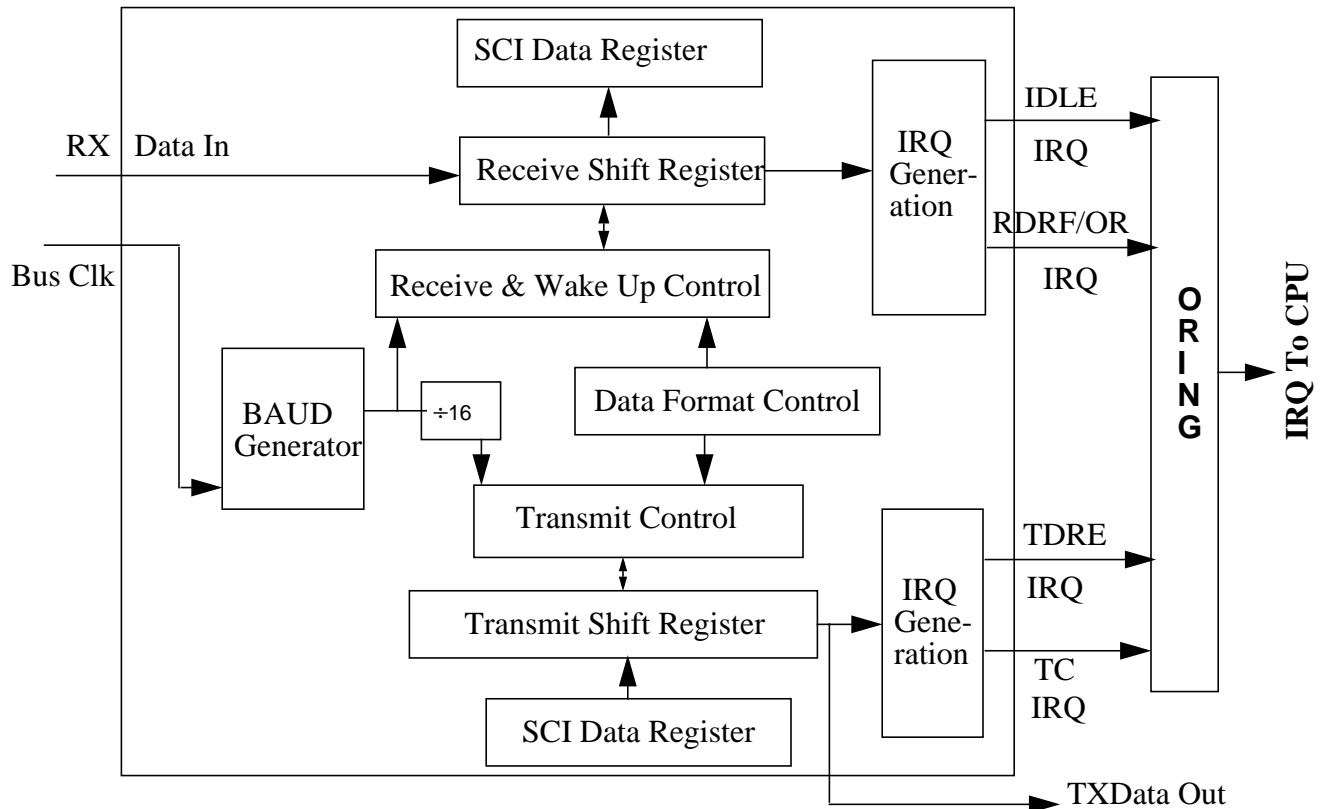 SCI Data Register
RX
Data In
Receive Shift Register
IRQ
Gener-
ation
IDLE
IRQ
RDRF/OR
IRQ
Bus Clk
Receive & Wake Up Control
BAUD
Generator
÷16
Data Format Control
Transmit Control
Transmit Shift Register
SCI Data Register
IRQ
Gene-
ration
TDRE
IRQ
TC
IRQ
ORING
IRQ To CPU
TXData Out